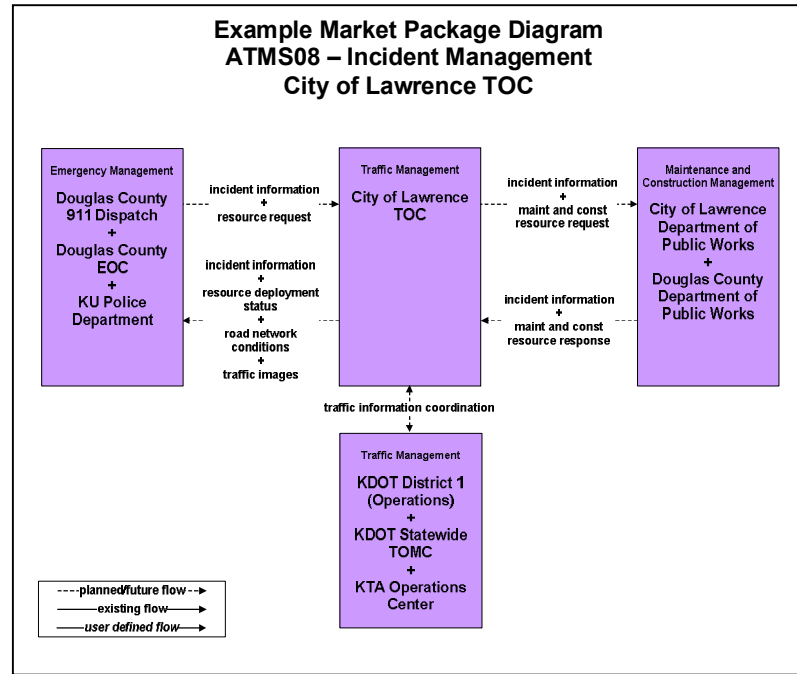 Example Market Package Diagram
ATMS08 – Incident Management
City of Lawrence TOC
Emergency Management
Douglas County
911 Dispatch
+
Douglas County
EOC
+
KU Police
Department
incident information
+
resource request
incident information
+
resource deployment
status
+
road network
conditions
+
traffic images
Traffic Management
City of Lawrence
TOC
incident information
+
maint and const
resource request
incident information
+
maint and const
resource response
Maintenance and
Construction Management
City of Lawrence
Department of
Public Works
+
Douglas County
Department of
Public Works
traffic information coordination
Traffic Management
KDOT District 1
(Operations)
+
KDOT Statewide
TOMC
+
KTA Operations
Center
planned/future flow
existing flow
user defined flow